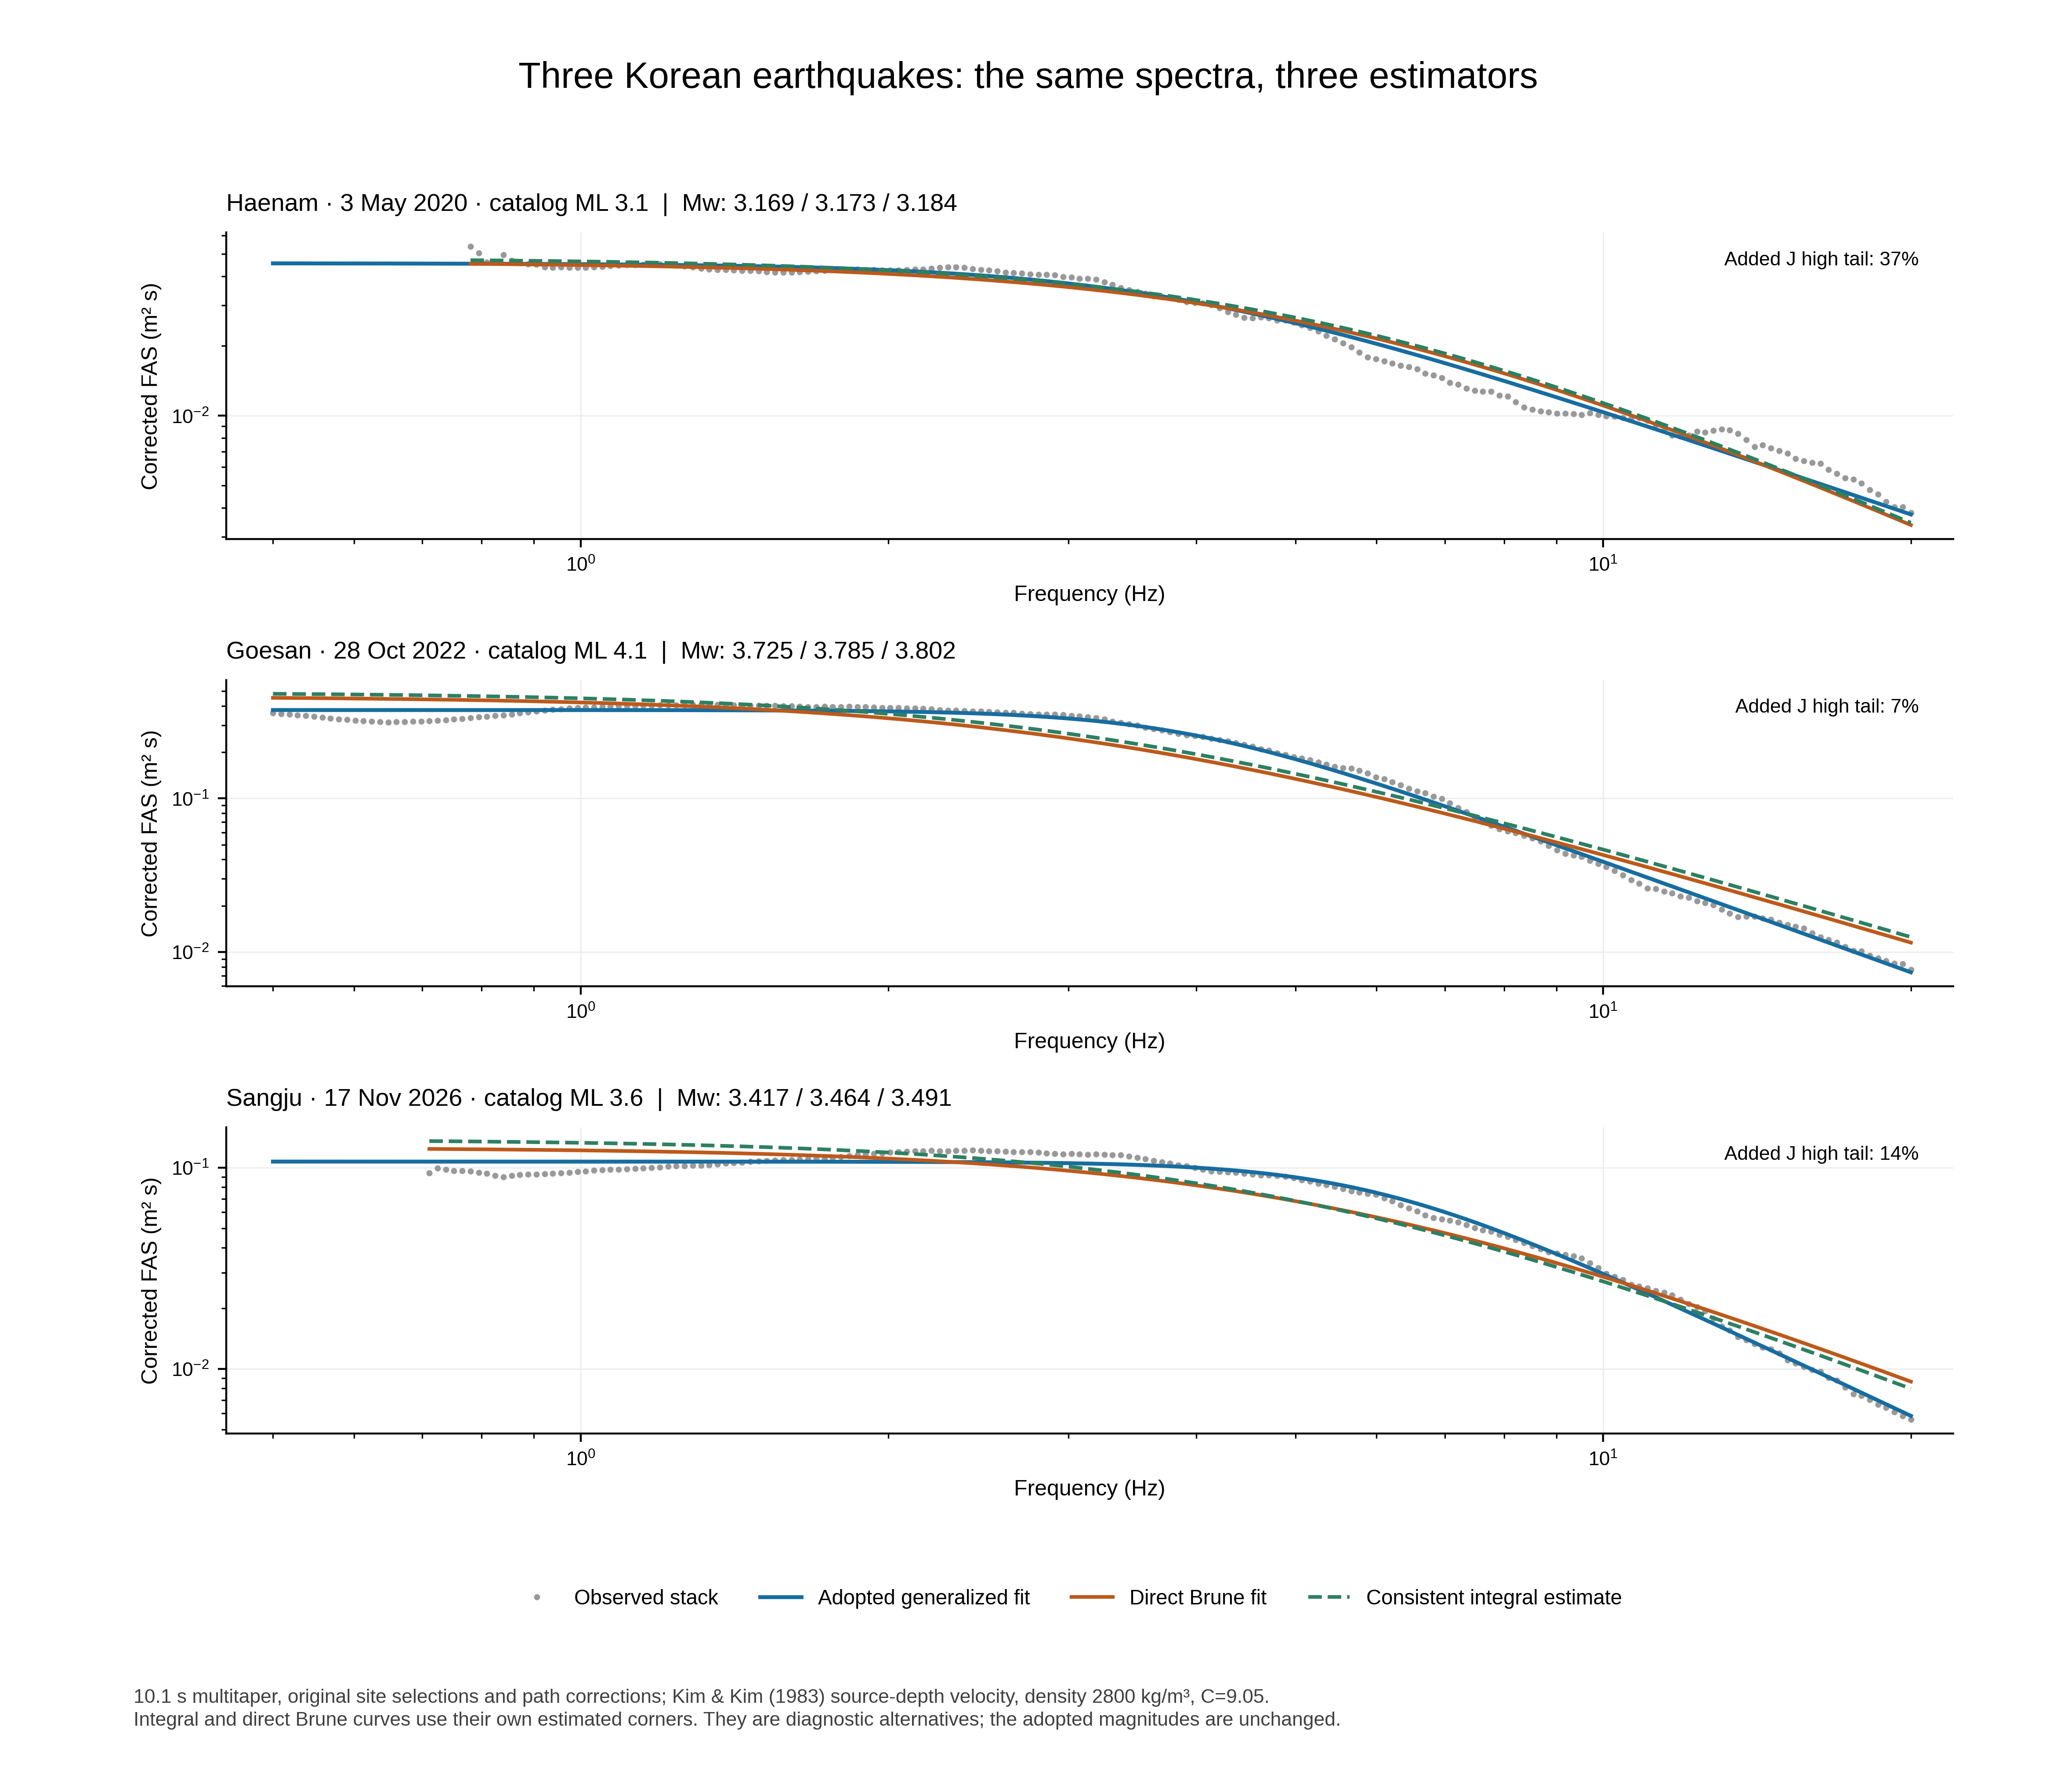 Three Korean earthquakes: the same spectra, three estimators
Haenam · 3 May 2020 · catalog ML 3.1 | Mw: 3.169 / 3.173 / 3.184
Added J high tail: 37%
Corrected FAS (m² s)
10⁻²
10⁰
10¹
Frequency (Hz)
Goesan · 28 Oct 2022 · catalog ML 4.1 | Mw: 3.725 / 3.785 / 3.802
Added J high tail: 7%
Corrected FAS (m² s)
10⁻¹
10⁻²
10⁰
10¹
Frequency (Hz)
Sangju · 17 Nov 2026 · catalog ML 3.6 | Mw: 3.417 / 3.464 / 3.491
Added J high tail: 14%
Corrected FAS (m² s)
10⁻¹
10⁻²
10⁰
10¹
Frequency (Hz)
Observed stack
Adopted generalized fit
Direct Brune fit
Consistent integral estimate
10.1 s multitaper, original site selections and path corrections; Kim & Kim (1983) source-depth velocity, density 2800 kg/m³, C=9.05.
Integral and direct Brune curves use their own estimated corners. They are diagnostic alternatives; the adopted magnitudes are unchanged.